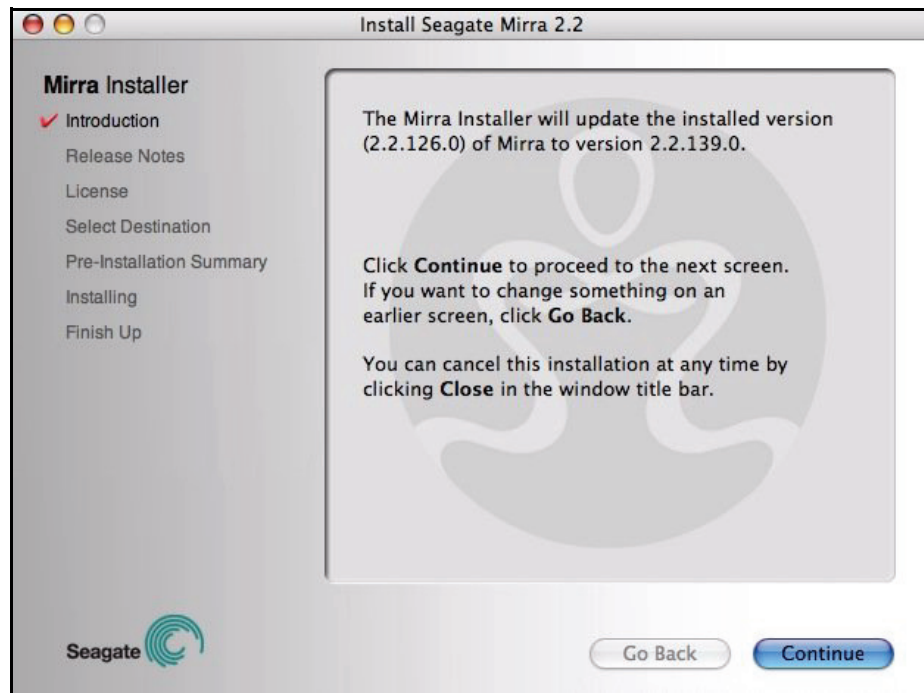 Install Seagate Mirra 2.2
Mirra Installer
Introduction
Release Notes
License
Select Destination
Pre-Installation Summary
Installing
Finish Up
The Mirra Installer will update the installed version
(2.2.126.0) of Mirra to version 2.2.139.0.
Click Continue to proceed to the next screen.
If you want to change something on an
earlier screen, click Go Back.
You can cancel this installation at any time by
clicking Close in the window title bar.
Seagate
Go Back
Continue